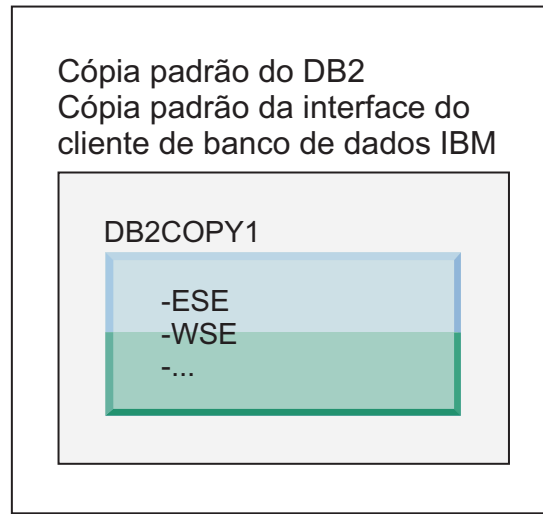 Cópia padrão do DB2
Cópia padrão da interface do
cliente de banco de dados IBM
DB2COPY1
-ESE
-WSE
-...